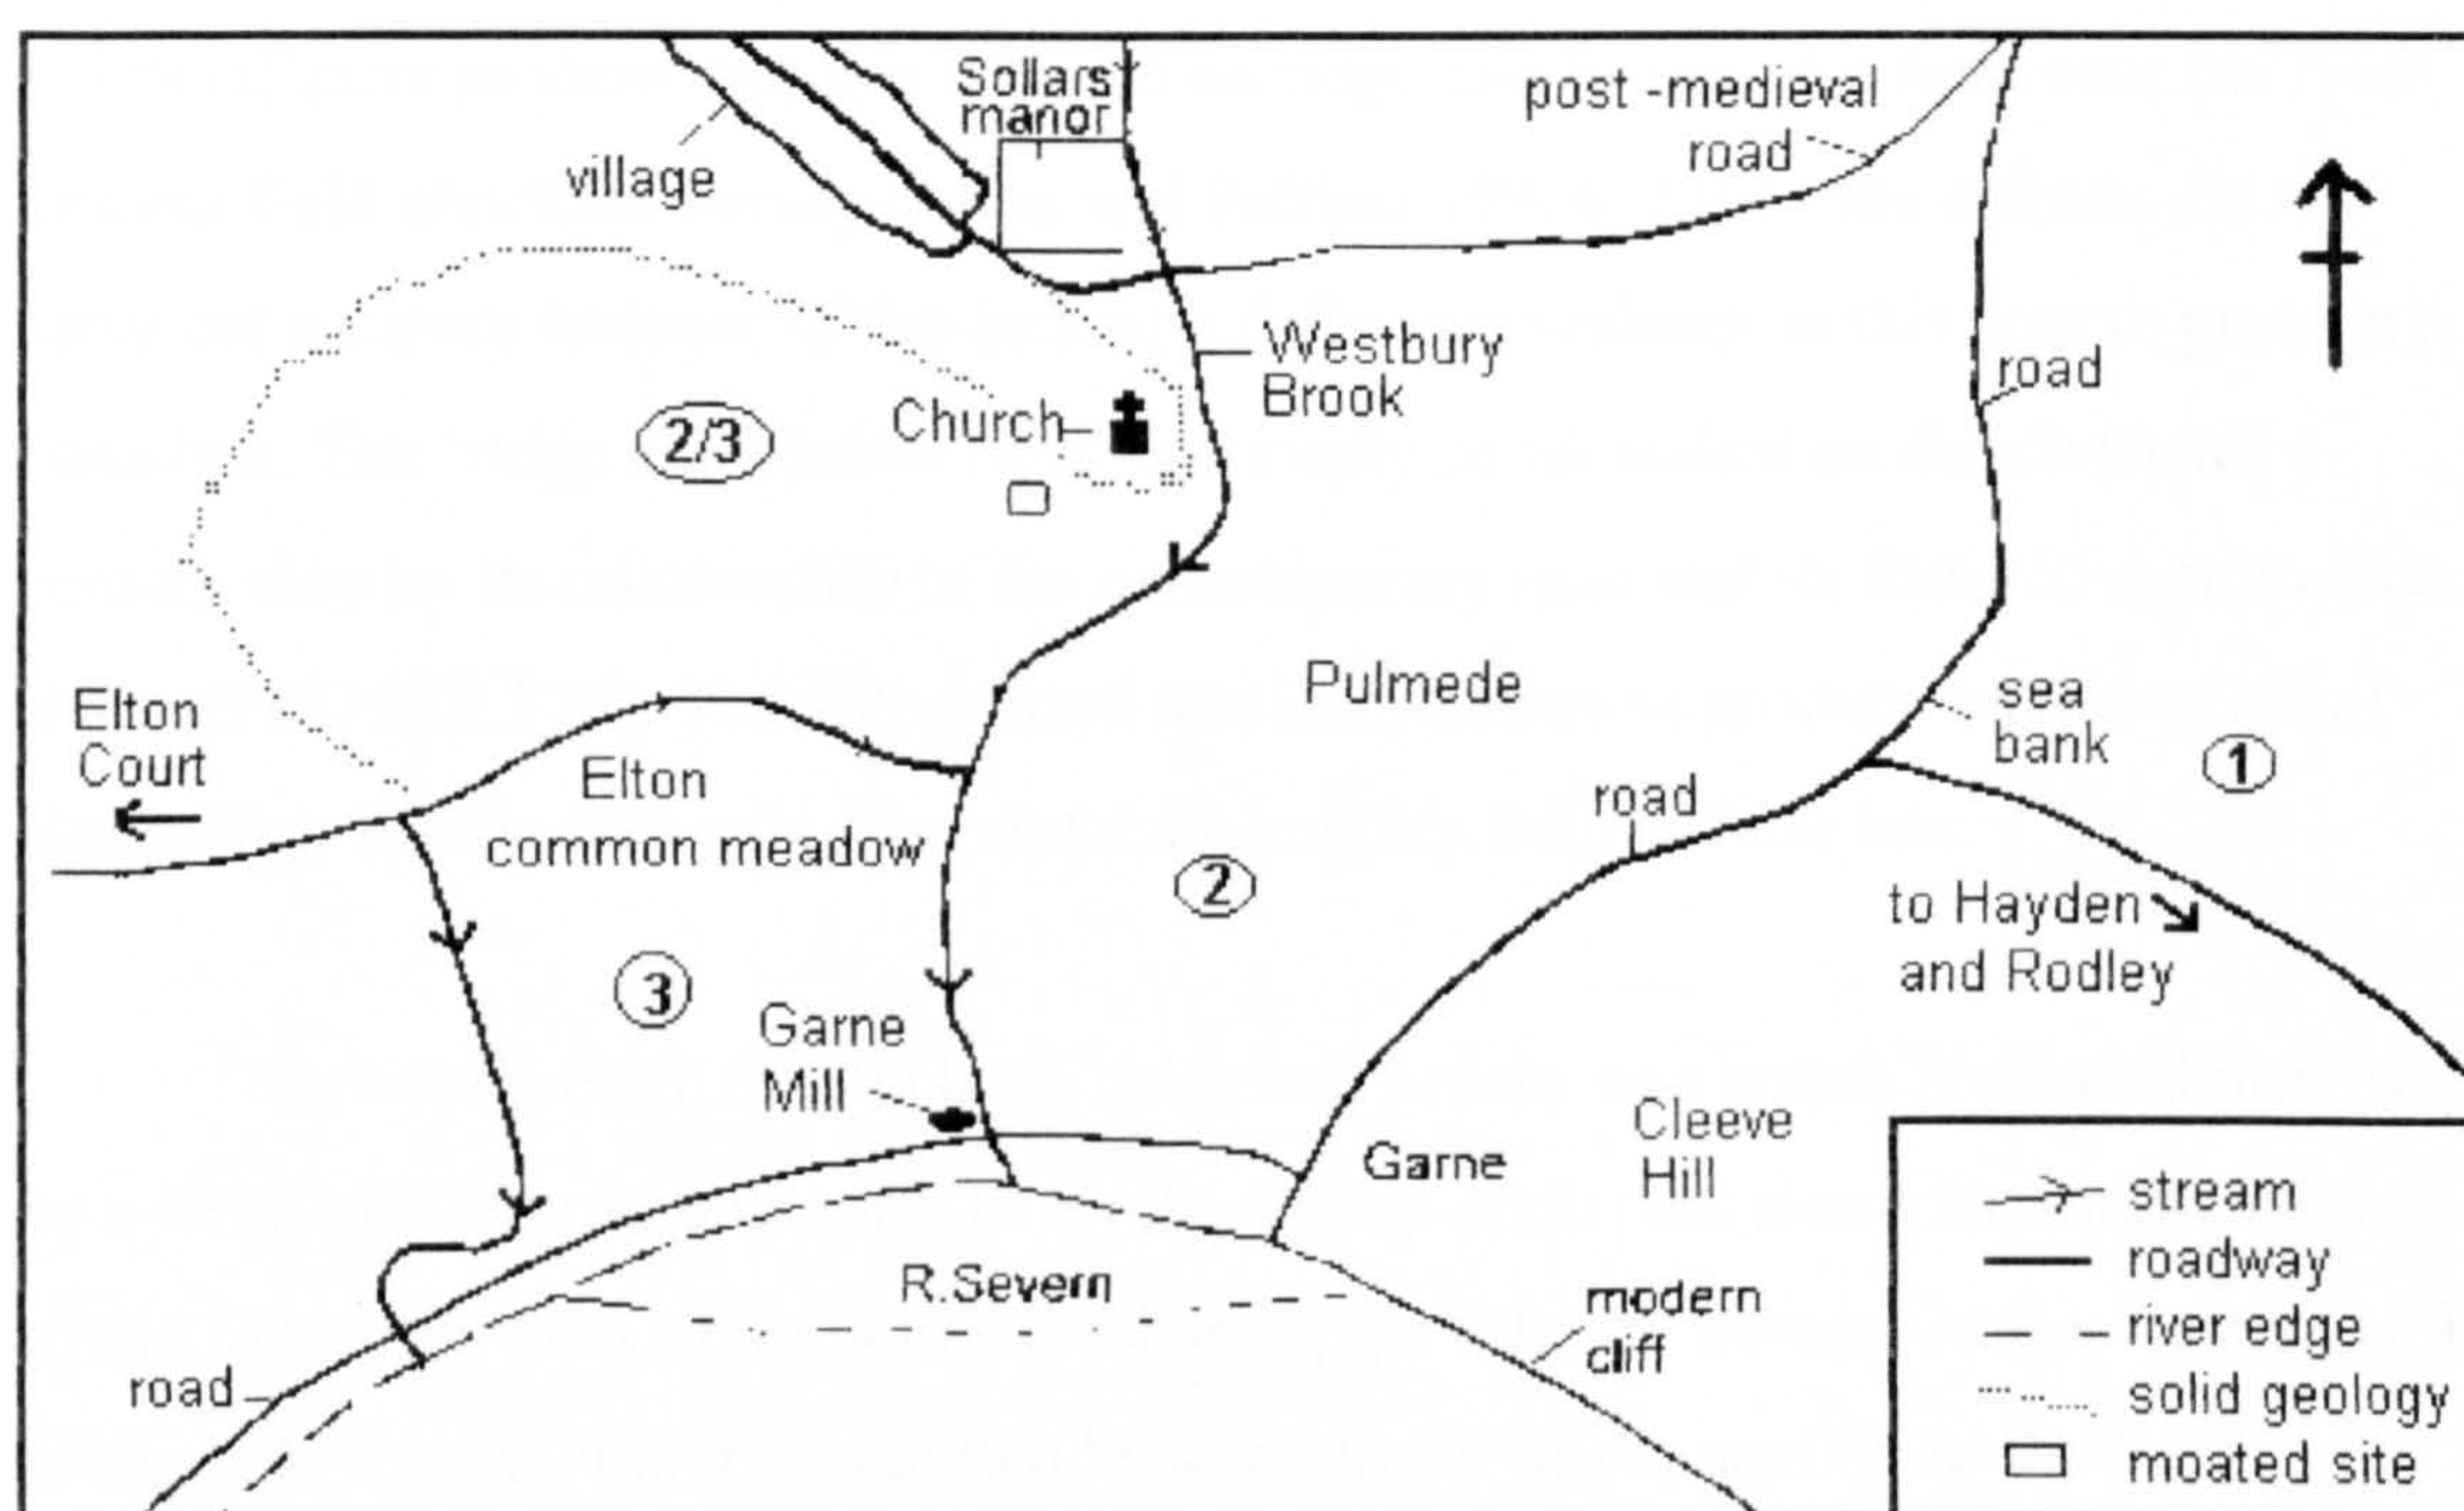 Sollars
manor
post -medieval
road
village
Westbury
Brook
road
Church
2/3
Pulmede
sea
bank
Elton
Court
Elton
common meadow
road
1
2
to Hayden
and Rodley
3
Garne
Mill
Garne
Cleeve
Hill
R.Severn
modern
cliff
road
stream
roadway
river edge
solid geology
moated site